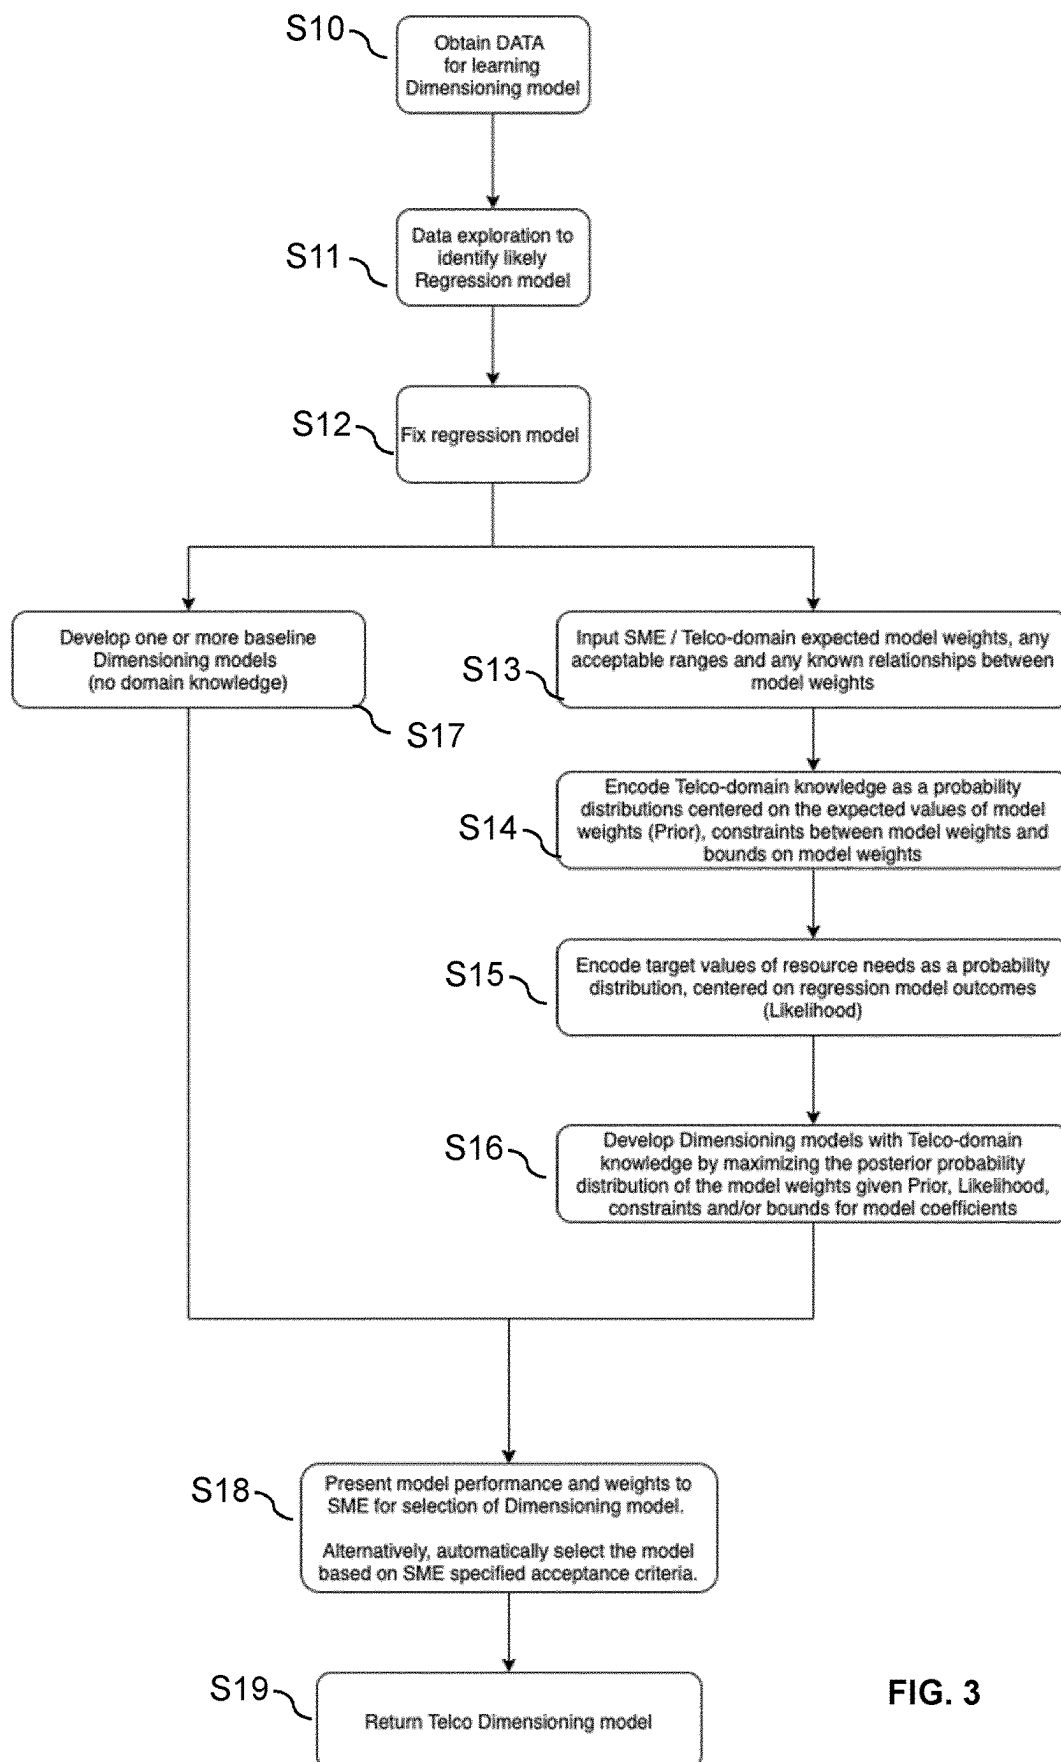 S10
Obtain DATA
for learning
Dimensioning model
S11
Data exploration to
identify likely
Regression model
S12
Fix regression model
Develop one or more baseline
Dimensioning models
(no domain knowledge)
S17
S13
Input SME / Telco-domain expected model weights, any
acceptable ranges and any known relationships between
model weights
S14
Encode Telco-domain knowledge as a probability
distributions centered on the expected values of model
weights (Prior), constraints between model weights and
bounds on model weights
S15
Encode target values of resource needs as a probability
distribution, centered on regression model outcomes
(Likelihood)
S16
Develop Dimensioning models with Telco-domain
knowledge by maximizing the posterior probability
distribution of the model weights given Prior, Likelihood,
constraints and/or bounds for model coefficients
S18
Present model performance and weights to
SME for selection of Dimensioning model.
Alternatively, automatically select the model
based on SME specified acceptance criteria.
S19
Return Telco Dimensioning model
FIG. 3